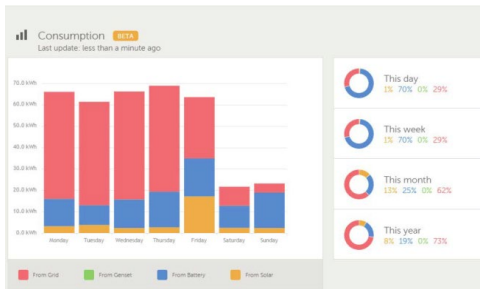 Consumption BETA
Last update: less than a minute ago
70.0 kWh
60.0 kWh
50.0 kWh
40.0 kWh
30.0 kWh
20.0 kWh
10.0 kWh
0.0 kWh
Monday Tuesday Wednesday Thursday Friday Saturday Sunday
From Grid From Genset From Battery From Solar
This day
1% 70% 0% 29%
This week
1% 70% 0% 29%
This month
13% 25% 0% 62%
This year
8% 19% 0% 73%